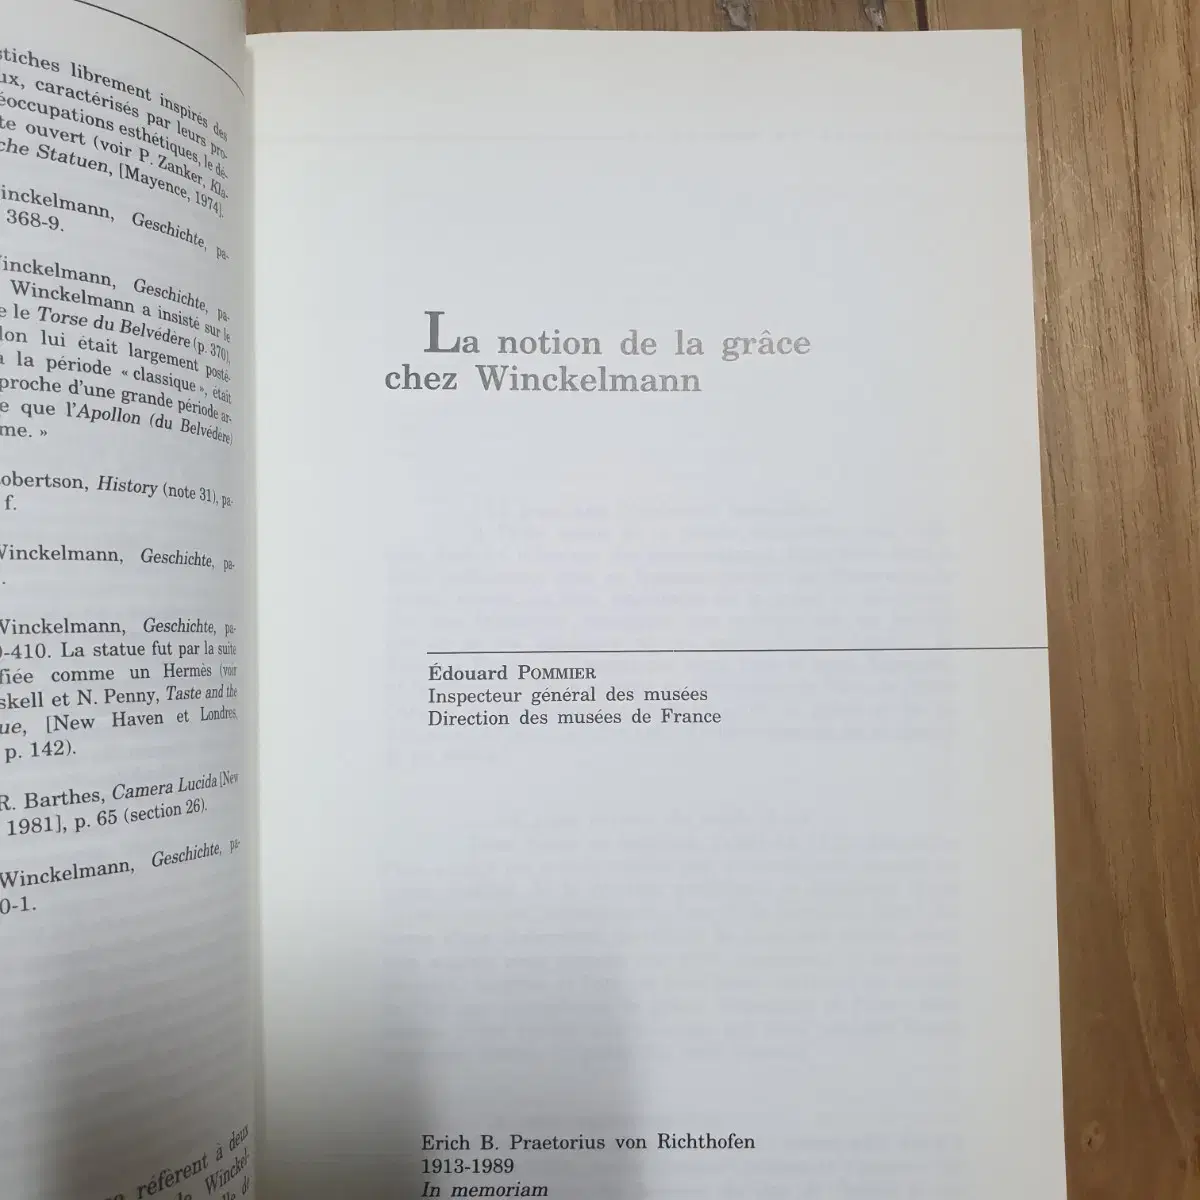 stiches librement inspirés des
ux, caractérisés par leurs pro-
éoccupations esthétiques, le dé-
te ouvert (voir P. Zanker, Kla-
che Statuen, [Mayence, 1974].
inckelmann, Geschichte, pa-
368-9.
inckelmann, Geschichte, pa-
Winckelmann a insisté sur le
e le Torse du Belvédère (p. 370),
lon lui était largement posté-
a la période « classique », était
proche d'une grande période ar-
e que l'Apollon (du Belvédère)
me. »
obertson, History (note 31), pa-
f.
Winckelmann, Geschichte, pa-
.
Winckelmann, Geschichte, pa-
0-410. La statue fut par la suite
fiée comme un Hermès (voir
skell et N. Penny, Taste and the
ue, [New Haven et Londres,
p. 142).
R. Barthes, Camera Lucida [New
1981], p. 65 (section 26).
Winckelmann, Geschichte, pa-
0-1.
réfèrent à deux
Winckel-
de
La notion de la grâce
chez Winckelmann
Édouard POMMIER
Inspecteur général des musées
Direction des musées de France
Erich B. Praetorius von Richthofen
1913-1989
In memoriam